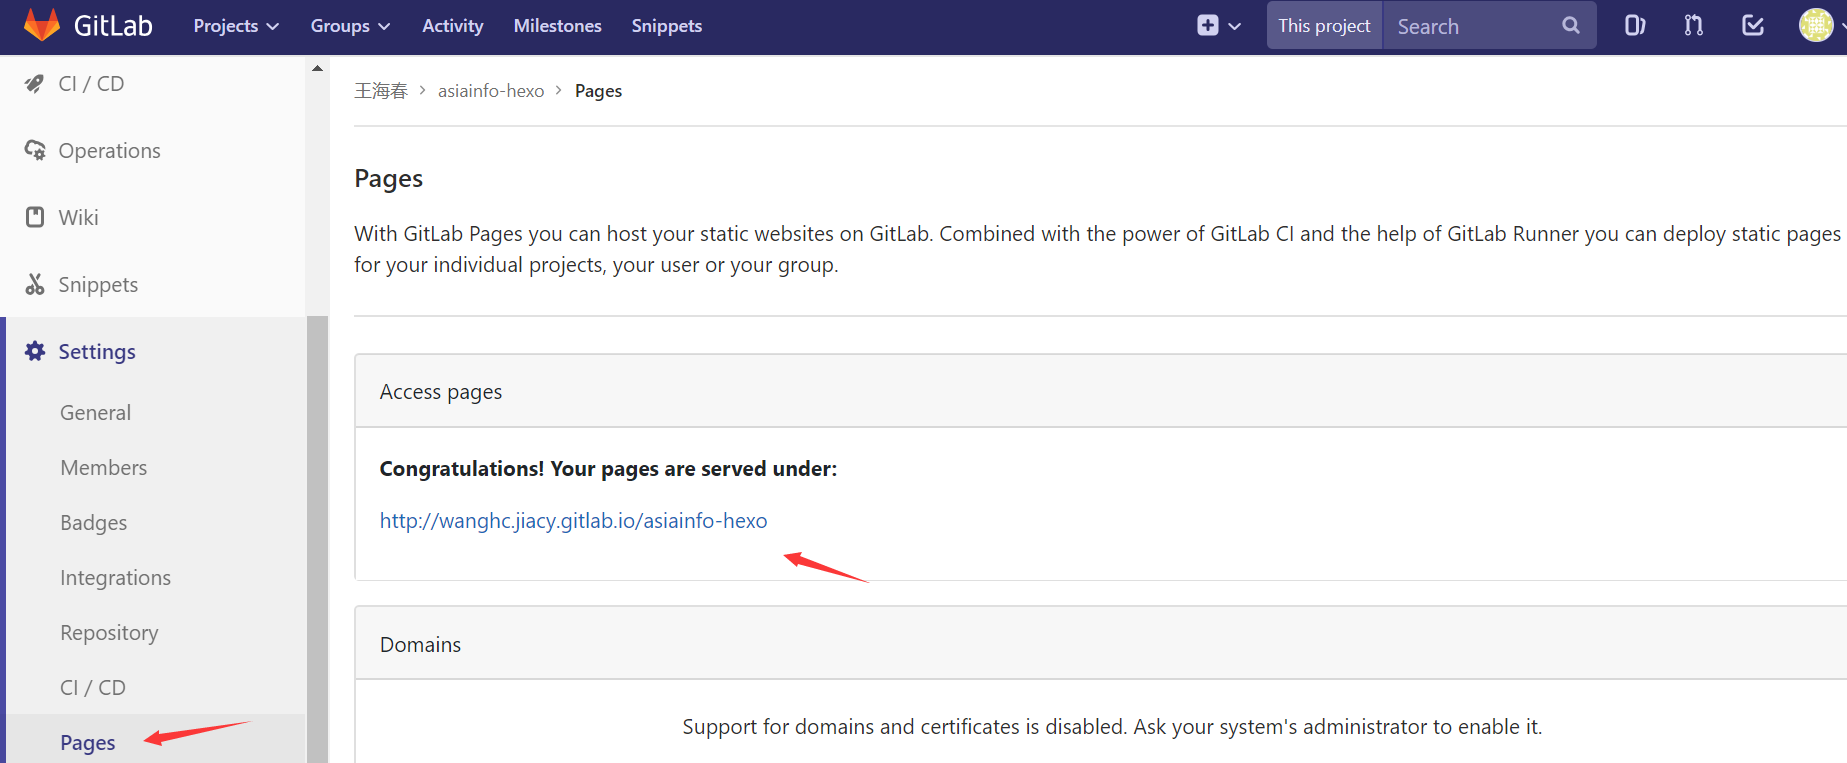 GitLab Projects Groups Activity Milestones Snippets This project Search
CI / CD
Operations
Wiki
Snippets
Settings
General
Members
Badges
Integrations
Repository
CI / CD
Pages
王海春 > asiainfo-hexo > Pages
Pages
With GitLab Pages you can host your static websites on GitLab. Combined with the power of GitLab CI and the help of GitLab Runner you can deploy static pages
for your individual projects, your user or your group.
Access pages
Congratulations! Your pages are served under:
http://wanghc.jiacy.gitlab.io/asiainfo-hexo
Domains
Support for domains and certificates is disabled. Ask your system's administrator to enable it.